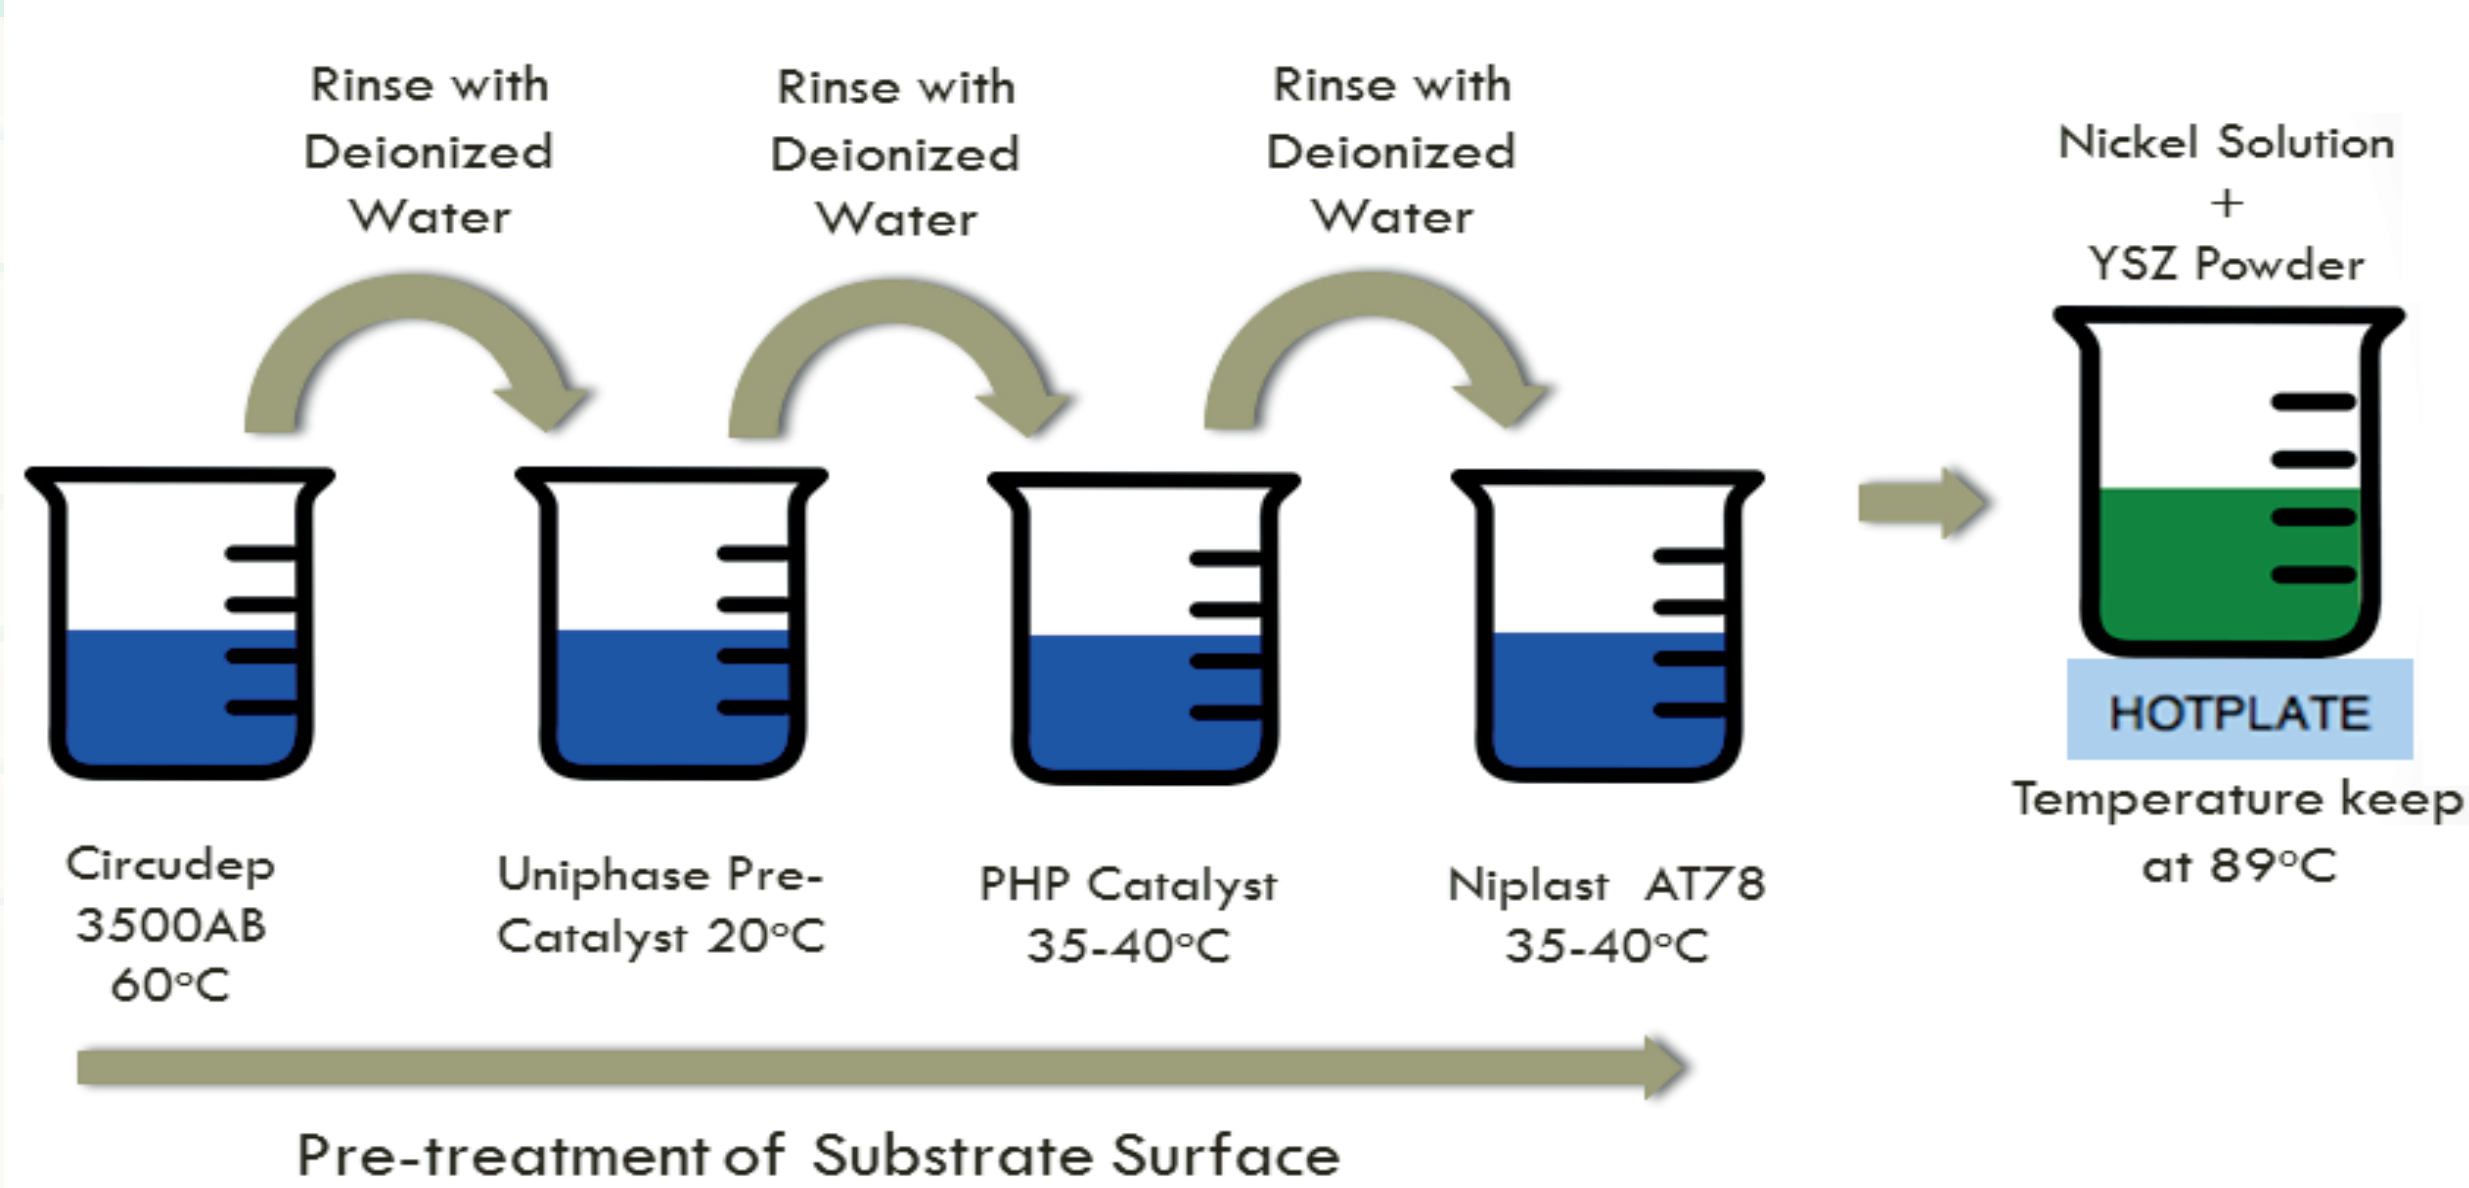 Rinse with
Deionized
Water
Rinse with
Deionized
Water
Rinse with
Deionized
Water
Nickel Solution
+
YSZ Powder
HOTPLATE
Temperature keep
at 89°C
Circudep
3500AB
60°C
Uniphase Pre-
Catalyst 20°C
PHP Catalyst
35-40°C
Niplast AT78
35-40°C
Pre-treatment of Substrate Surface